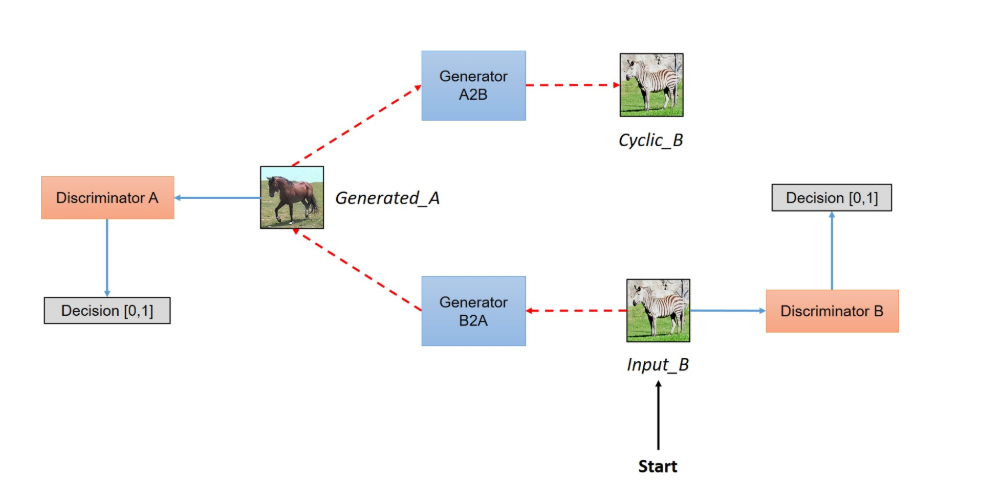 Generator
A2B
Cyclic_B
Discriminator A
Generated_A
Decision [0,1]
Decision [0,1]
Generator
B2A
Discriminator B
Input_B
Start